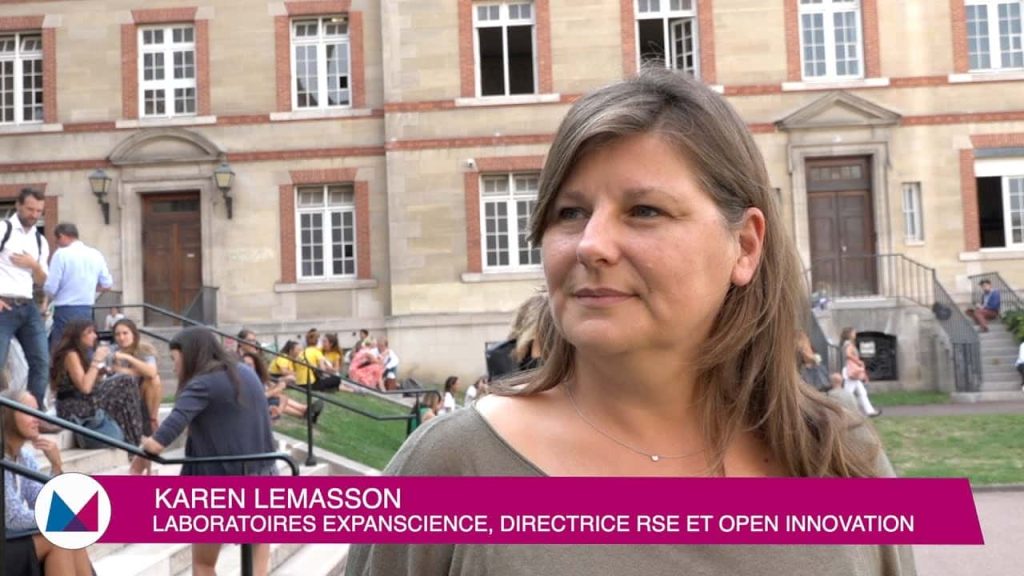 KAREN LEMASSON
LABORATOIRES EXPANSCIENCE, DIRECTRICE RSE ET OPEN INNOVATION